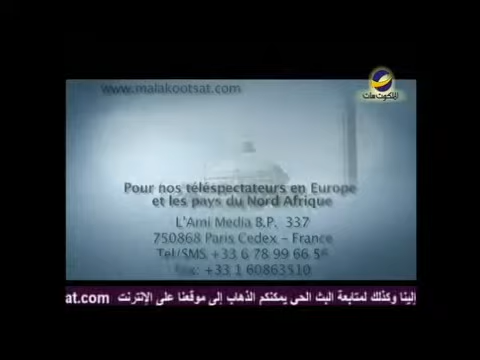 www.malakootsat.com
الملكوت سات
Pour nos téléspectateurs en Europe
et les pays du Nord Afrique
L'Ami Media B.P. 337
750868 Paris Cedex - France
Tel/SMS +33 6 78 99 66 5
Fax: +33 1 60863510
إلينا وكذلك لمتابعة البث الحى يمكنكم الذهاب إلى موقعنا على الإنترنت sat.com